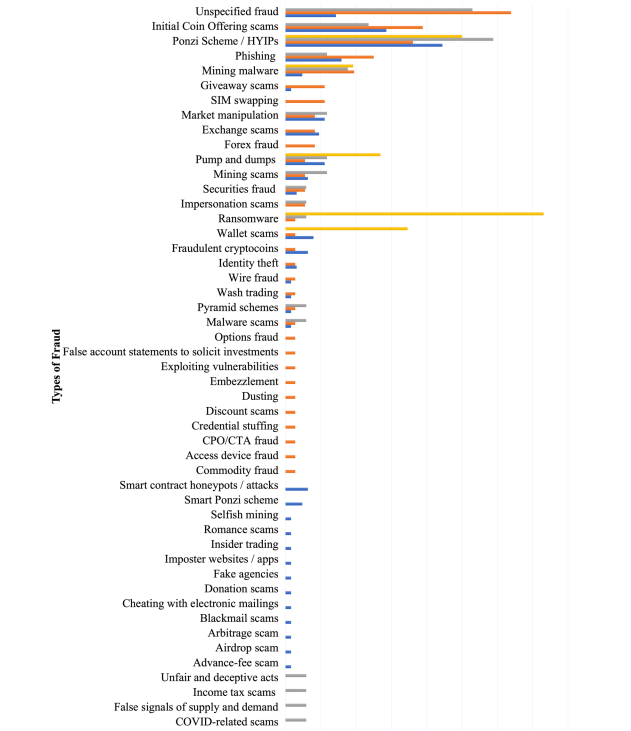 Unspecified fraud
Initial Coin Offering scams
Ponzi Scheme / HYIPs
Phishing
Mining malware
Giveaway scams
SIM swapping
Market manipulation
Exchange scams
Forex fraud
Pump and dumps
Mining scams
Securities fraud
Impersonation scams
Ransomware
Wallet scams
Fraudulent cryptocoins
Identity theft
Wire fraud
Wash trading
Pyramid schemes
Malware scams
Options fraud
False account statements to solicit investments
Exploiting vulnerabilities
Embezzlement
Dusting
Discount scams
Credential stuffing
CPO/CTA fraud
Access device fraud
Commodity fraud
Smart contract honeypots / attacks
Smart Ponzi scheme
Selfish mining
Romance scams
Insider trading
Imposter websites / apps
Fake agencies
Donation scams
Cheating with electronic mailings
Blackmail scams
Arbitrage scam
Airdrop scam
Advance-fee scam
Unfair and deceptive acts
Income tax scams
False signals of supply and demand
COVID-related scams
Types of Fraud